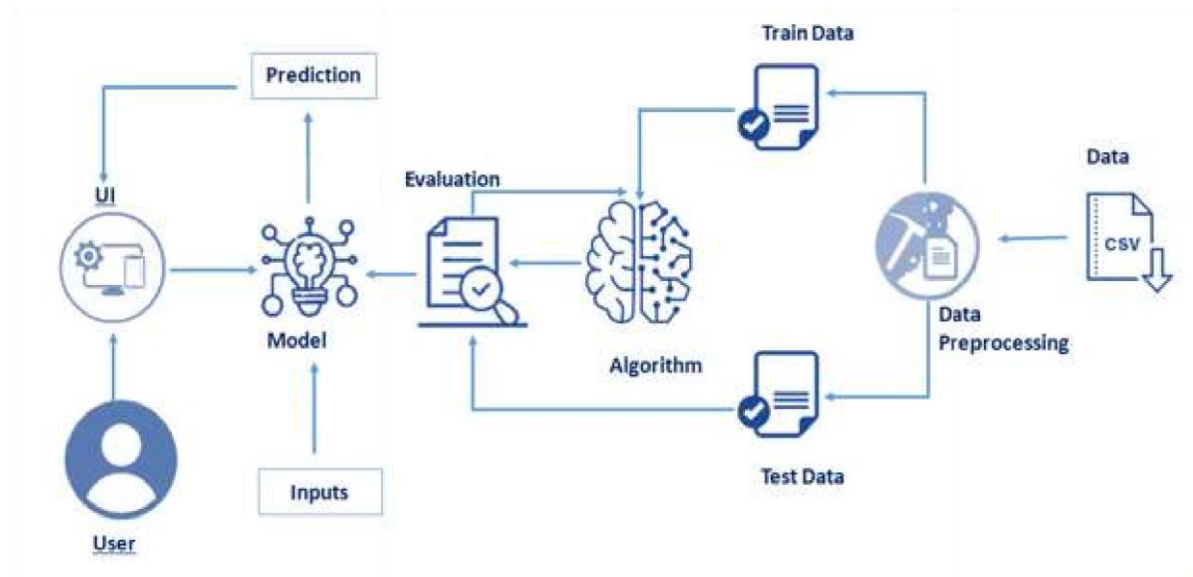 Train Data
Prediction
Data
Evaluation
UI
CSV
Data
Preprocessing
Model
Algorithm
Test Data
Inputs
User